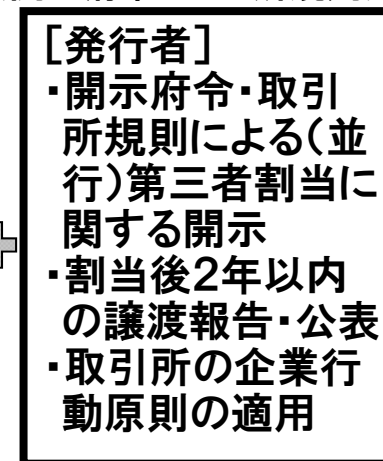 ［発行者］
・開示府令・取引
所規則による（並
行）第三者割当に
関する開示
・割当後２年以内
の譲渡報告・公表
・取引所の企業行
動原則の適用